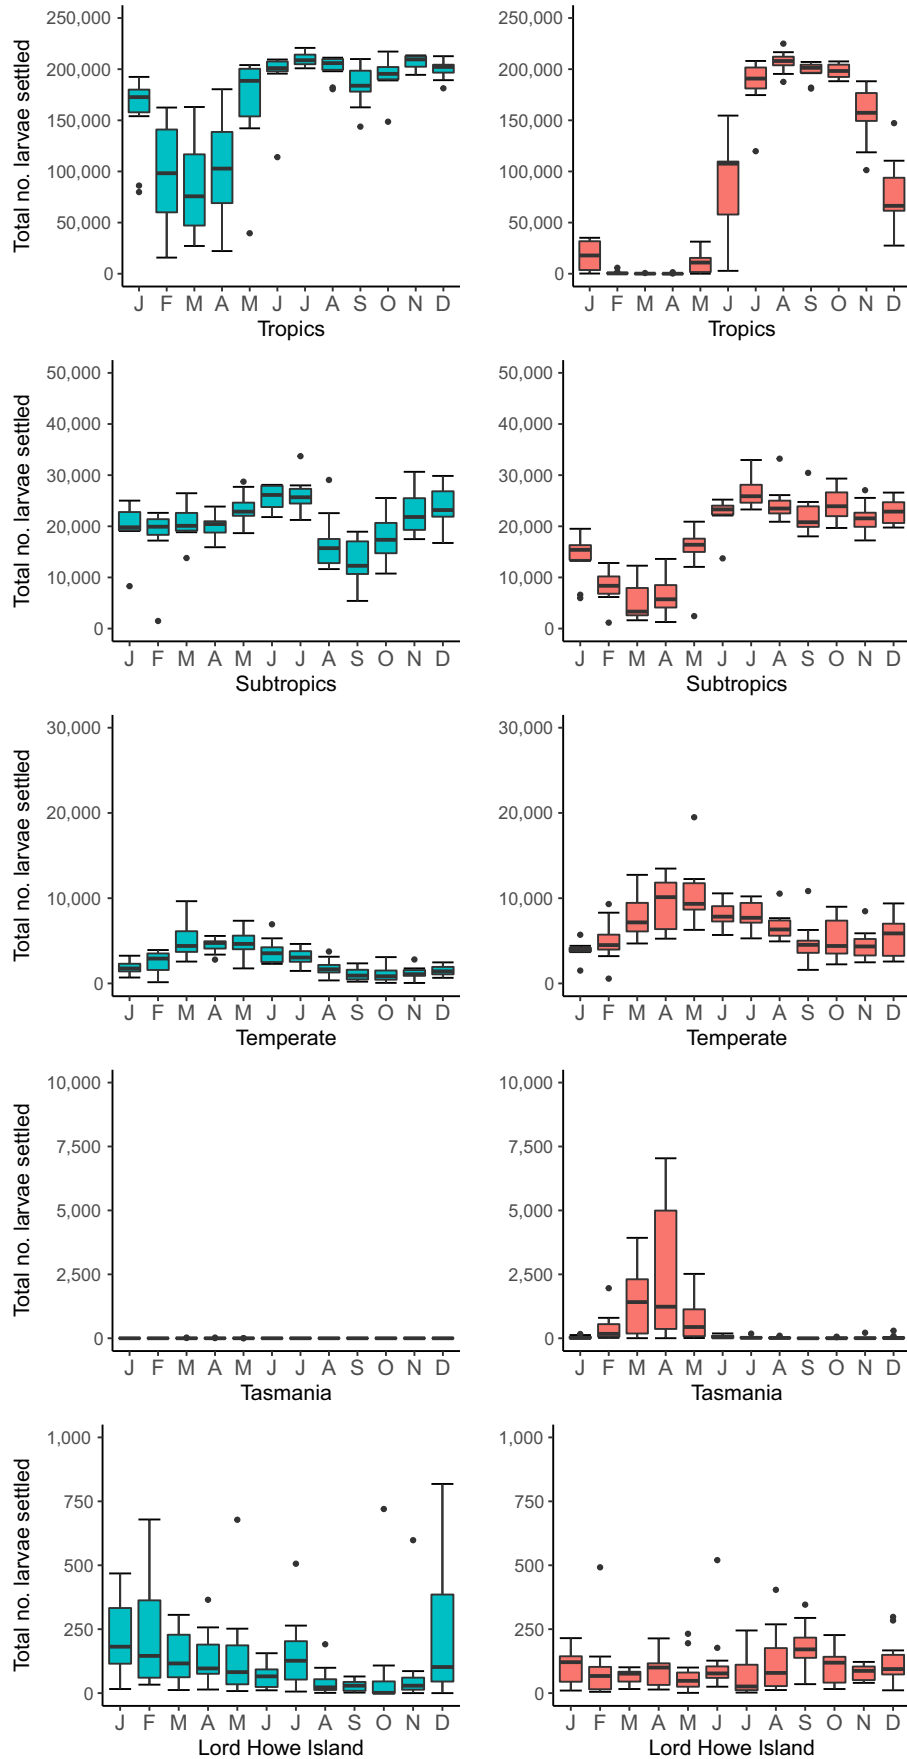 Total no. larvae settled
250,000
200,000
150,000
100,000
50,000
0
J F M A M J J A S O N D
Tropics
250,000
200,000
150,000
100,000
50,000
0
J F M A M J J A S O N D
Tropics
Total no. larvae settled
50,000
40,000
30,000
20,000
10,000
0
J F M A M J J A S O N D
Subtropics
50,000
40,000
30,000
20,000
10,000
0
J F M A M J J A S O N D
Subtropics
Total no. larvae settled
30,000
20,000
10,000
0
J F M A M J J A S O N D
Temperate
30,000
20,000
10,000
0
J F M A M J J A S O N D
Temperate
Total no. larvae settled
10,000
7,500
5,000
2,500
0
J F M A M J J A S O N D
Tasmania
10,000
7,500
5,000
2,500
0
J F M A M J J A S O N D
Tasmania
Total no. larvae settled
1,000
750
500
250
0
J F M A M J J A S O N D
Lord Howe Island
1,000
750
500
250
0
J F M A M J J A S O N D
Lord Howe Island